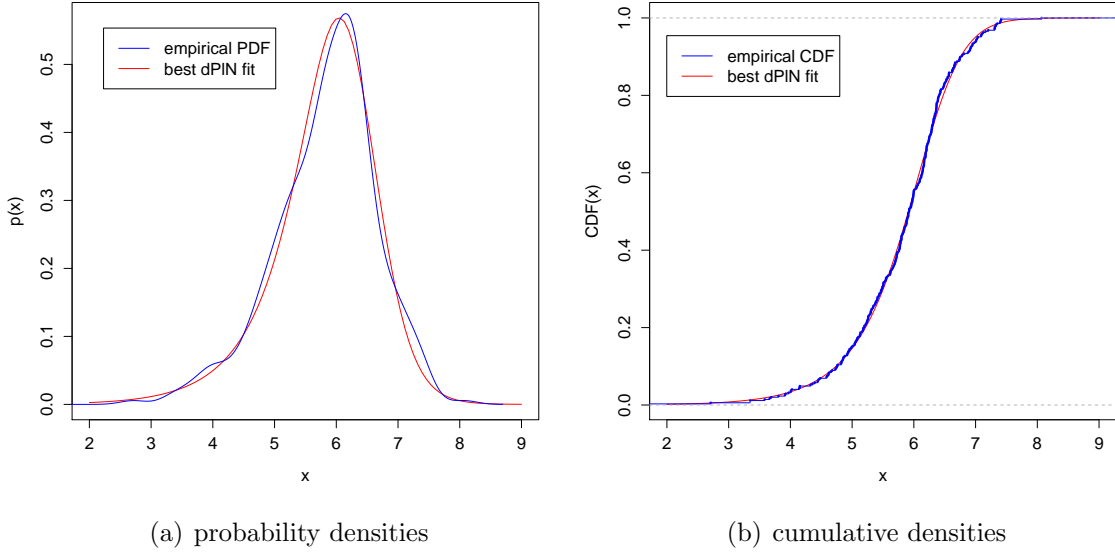 empirical PDF
best dPIN fit
p(x)
0.0
0.1
0.2
0.3
0.4
0.5
2 3 4 5 6 7 8 9
x
(a) probability densities
empirical CDF
best dPIN fit
CDF(x)
0.0
0.2
0.4
0.6
0.8
1.0
2 3 4 5 6 7 8 9
x
(b) cumulative densities